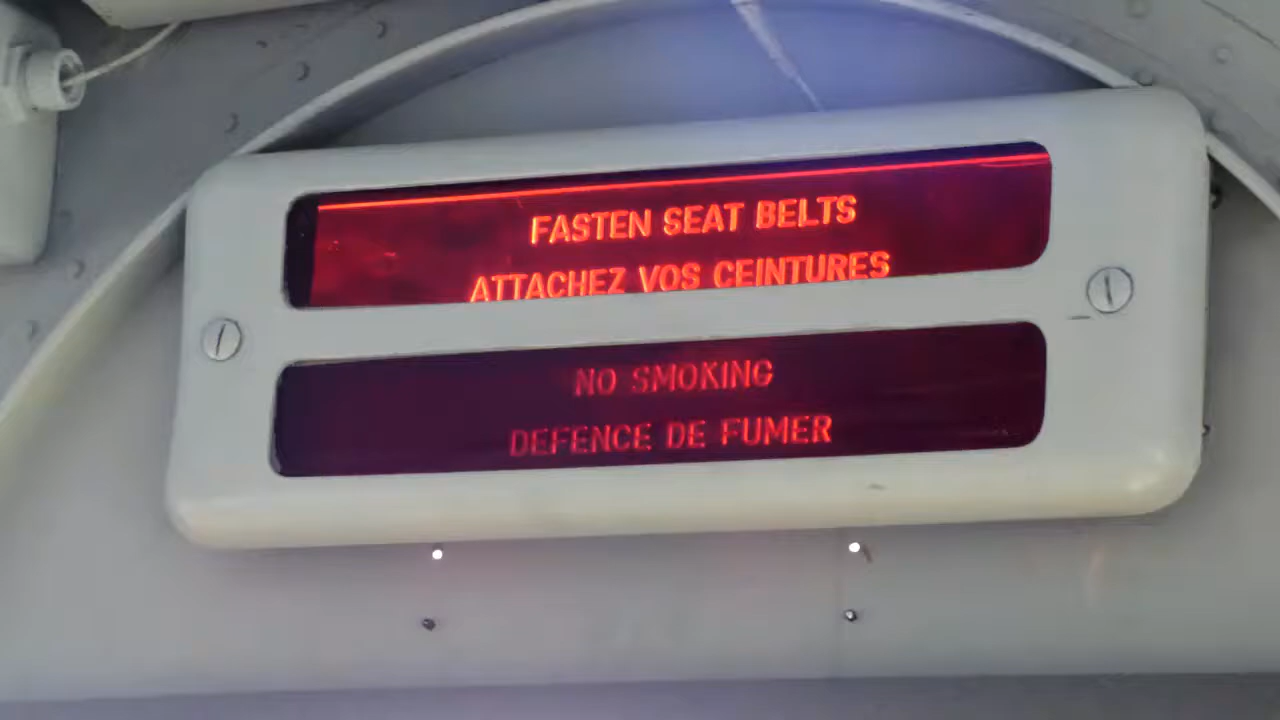 FASTEN SEAT BELTS
ATTACHEZ VOS CEINTURES
NO SMOKING
DEFENCE DE FUMER